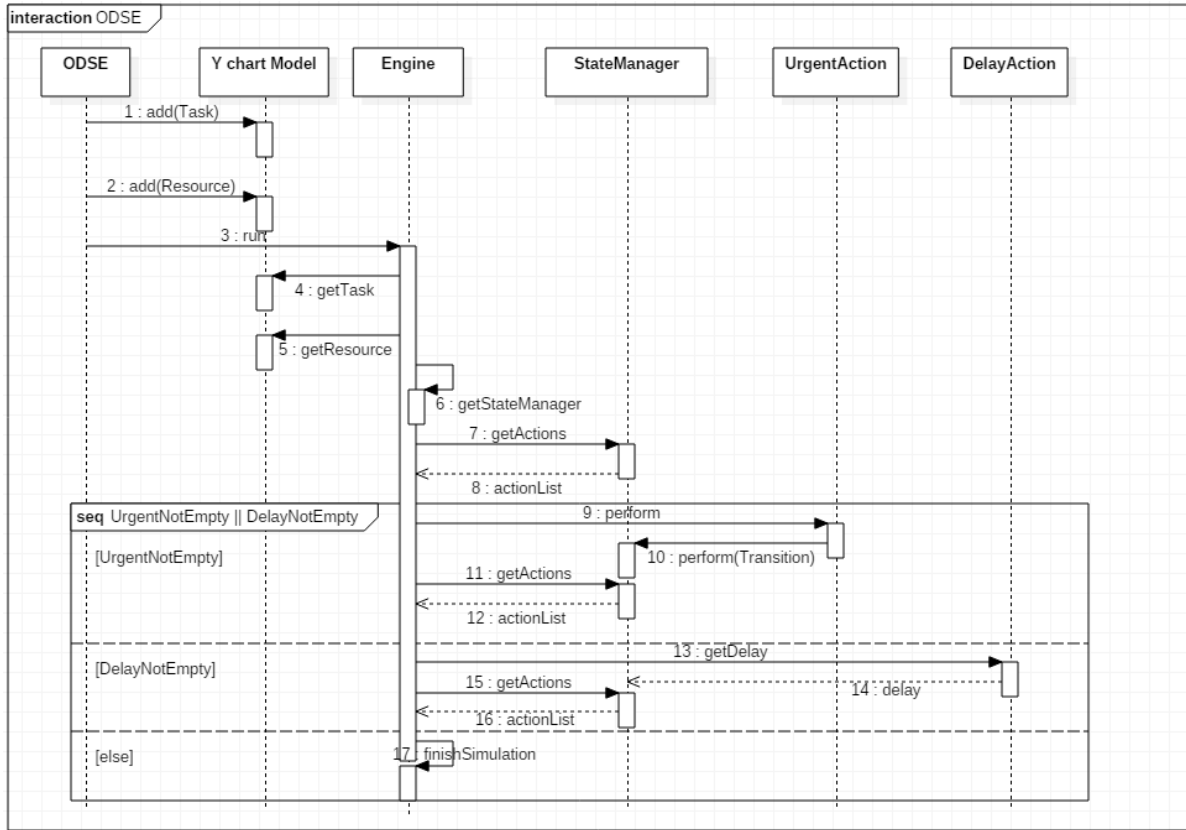 interaction ODSE
ODSE
Y chart Model
Engine
StateManager
UrgentAction
DelayAction
1 : add(Task)
2 : add(Resource)
3 : run
4 : getTask
5 : getResource
6 : getStateManager
7 : getActions
8 : actionList
seq UrgentNotEmpty || DelayNotEmpty
9 : perform
[UrgentNotEmpty]
10 : perform(Transition)
11 : getActions
12 : actionList
13 : getDelay
[DelayNotEmpty]
14 : delay
15 : getActions
16 : actionList
[else]
17 : finishSimulation